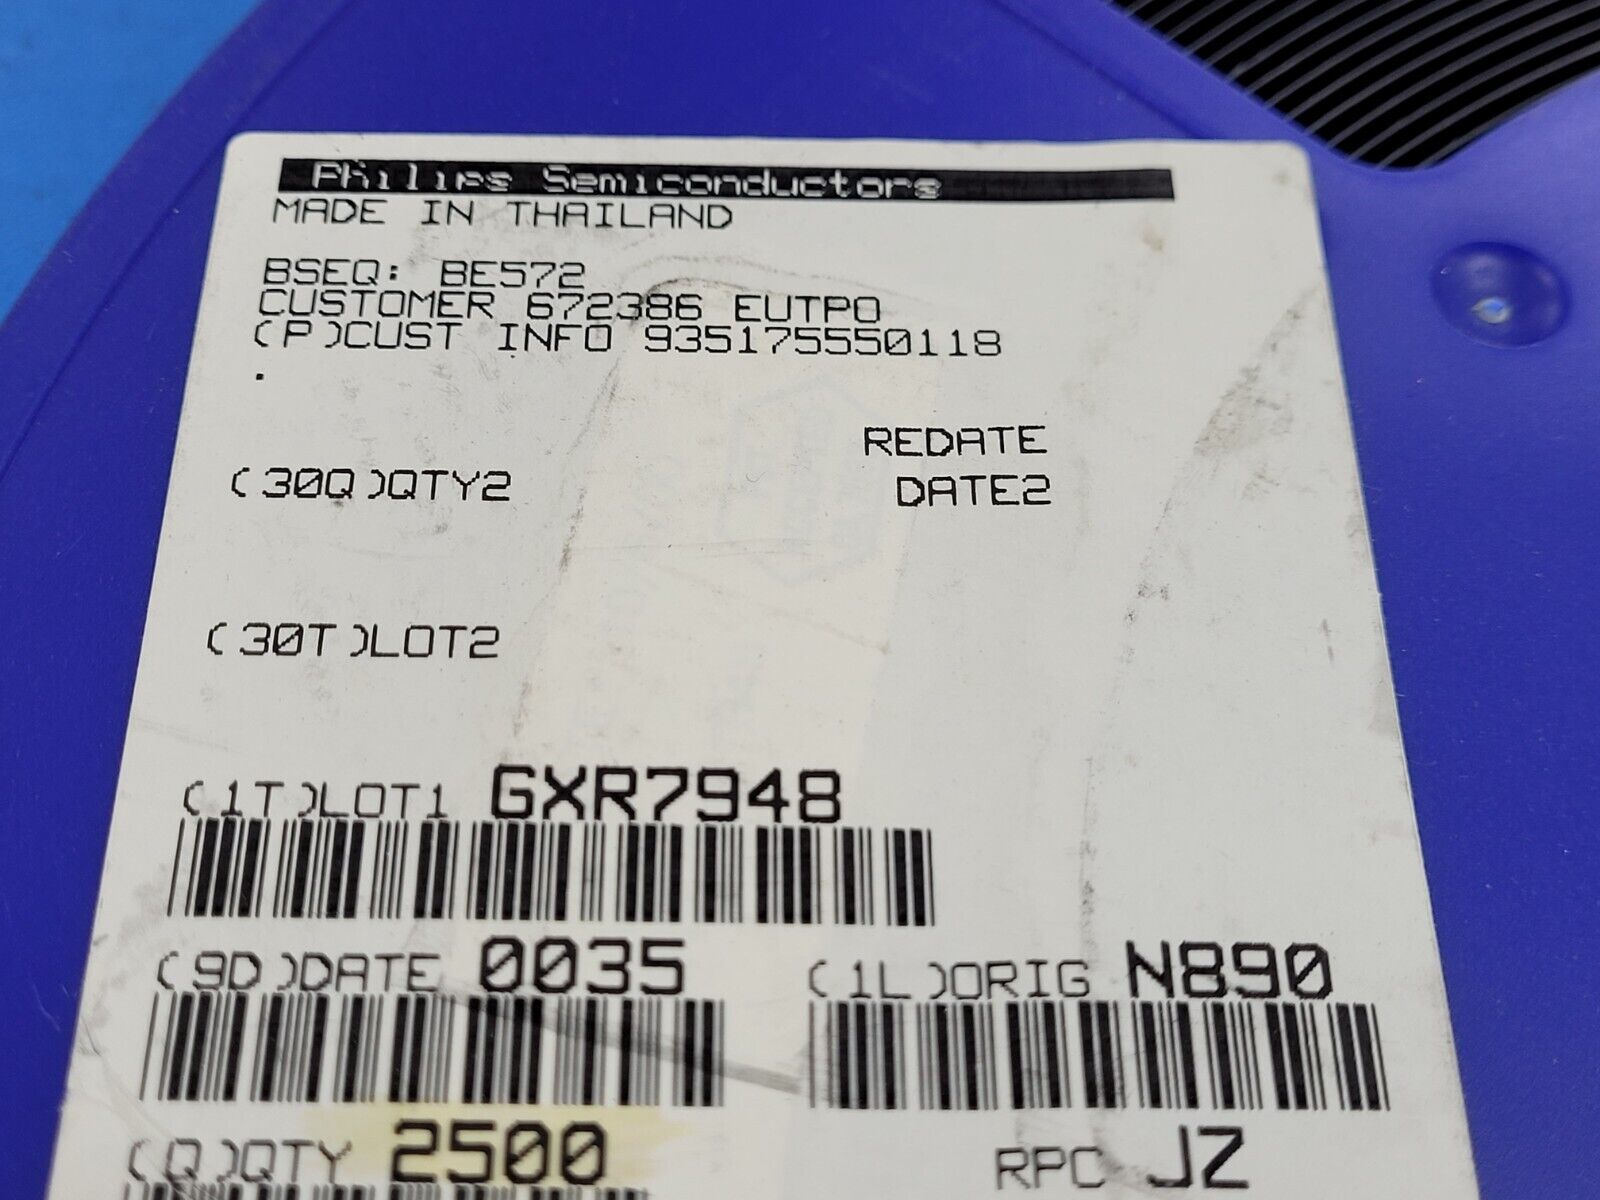 Philips Semiconductors
MADE IN THAILAND
BSEQ: BE572
CUSTOMER 672386 EUTPO
(P)CUST INFO 935175550118
.
REDATE
(30Q)QTY2 DATE2
(30T)LOT2
(1T)LOT1 GXR7948
(9D)DATE 0035 (1L)ORIG N890
(Q)QTY 2500 RPC JZ